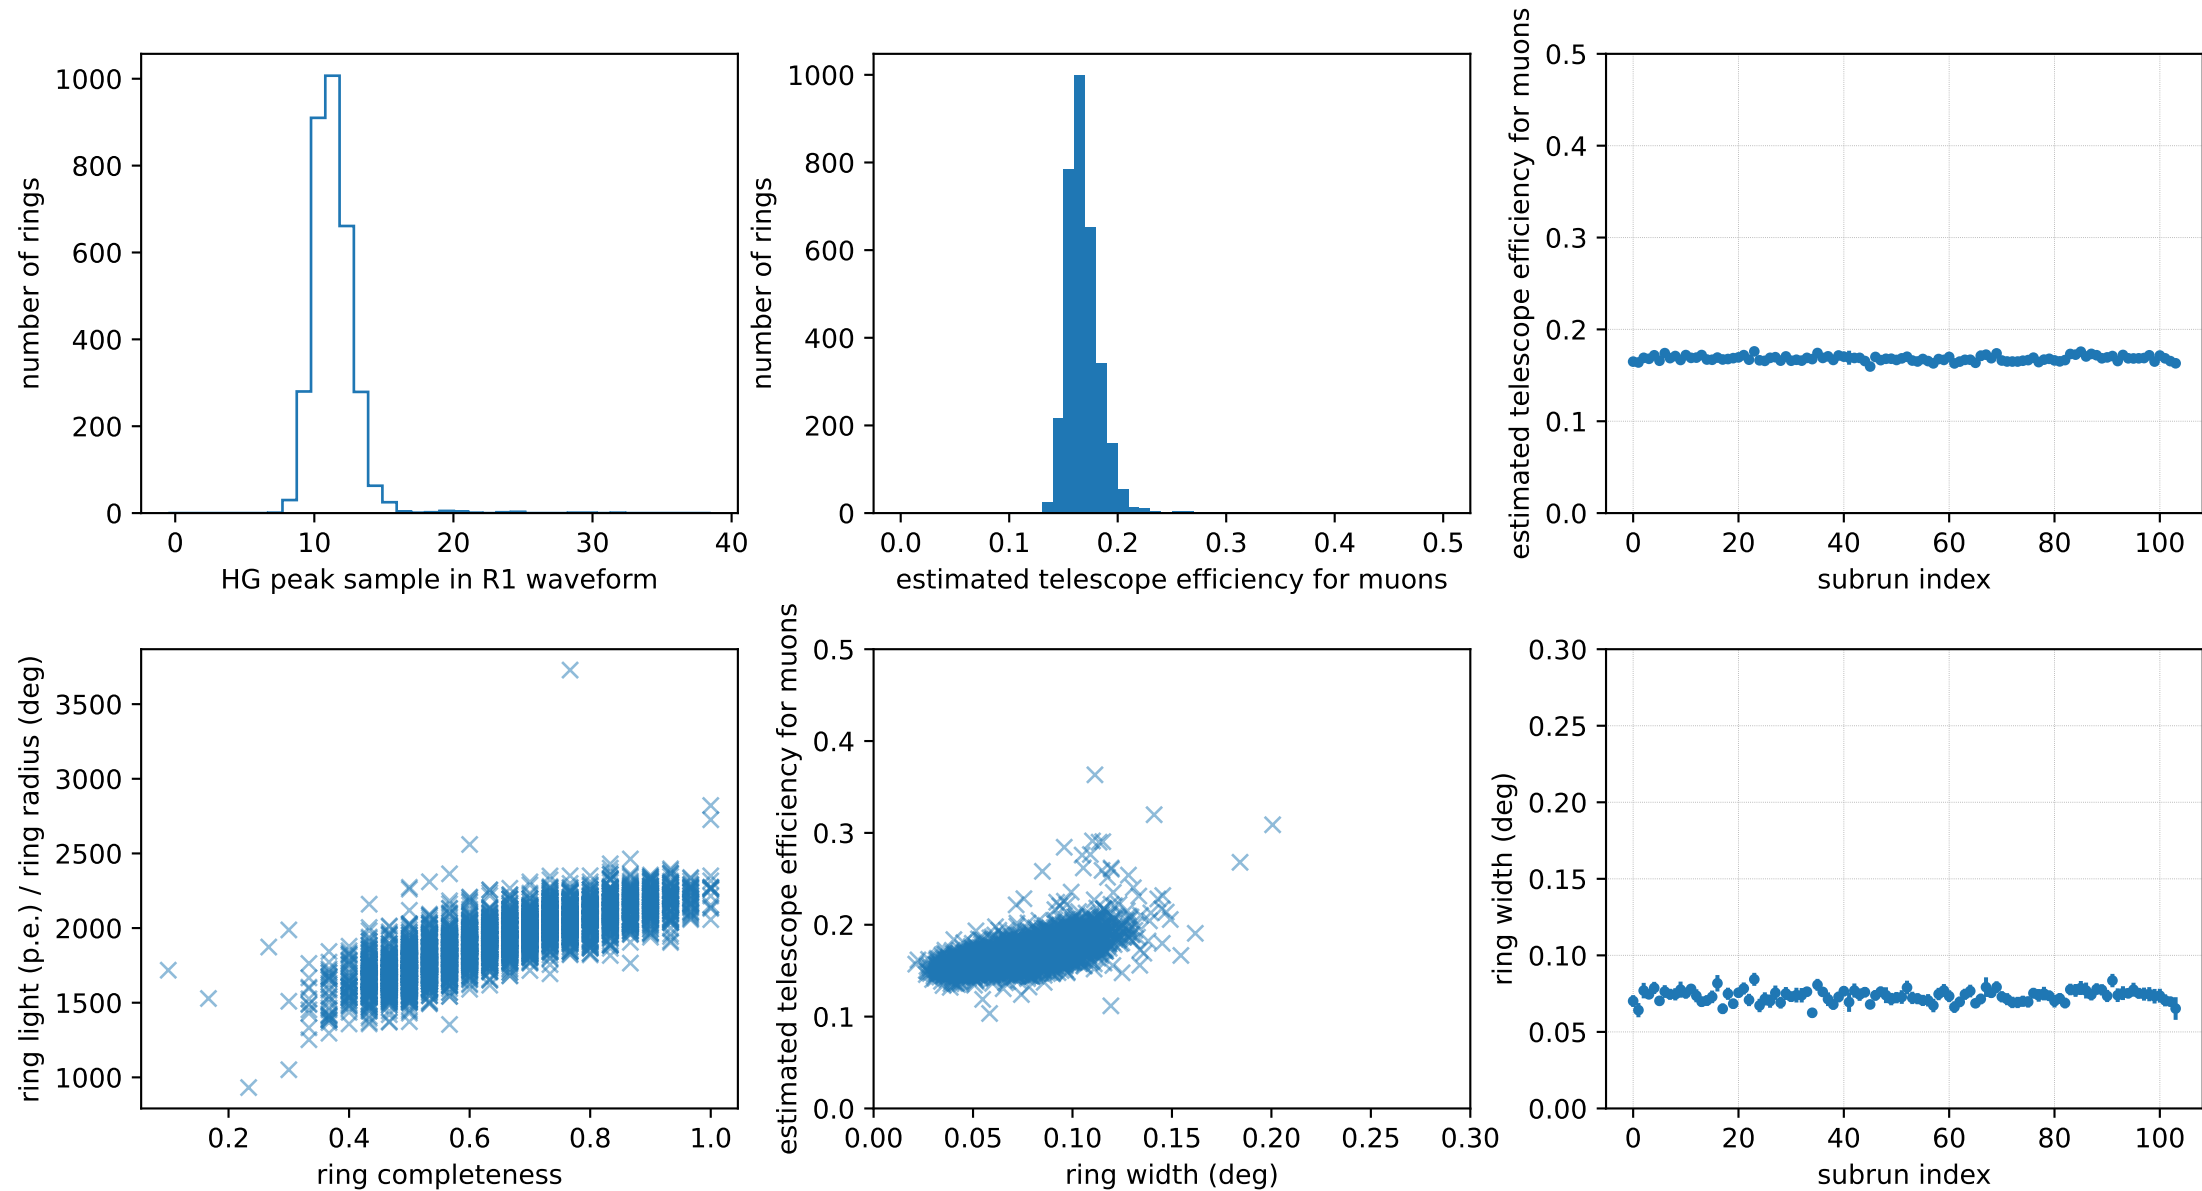 number of rings
1000
800
600
400
200
0
0 10 20 30 40
HG peak sample in R1 waveform
number of rings
1000
800
600
400
200
0
0.0 0.1 0.2 0.3 0.4 0.5
estimated telescope efficiency for muons
estimated telescope efficiency for muons
0.5
0.4
0.3
0.2
0.1
0.0
0 20 40 60 80 100
subrun index
ring light (p.e.) / ring radius (deg)
3500
3000
2500
2000
1500
1000
0.2 0.4 0.6 0.8 1.0
ring completeness
estimated telescope efficiency for muons
0.5
0.4
0.3
0.2
0.1
0.0
0.00 0.05 0.10 0.15 0.20 0.25 0.30
ring width (deg)
ring width (deg)
0.30
0.25
0.20
0.15
0.10
0.05
0.00
0 20 40 60 80 100
subrun index